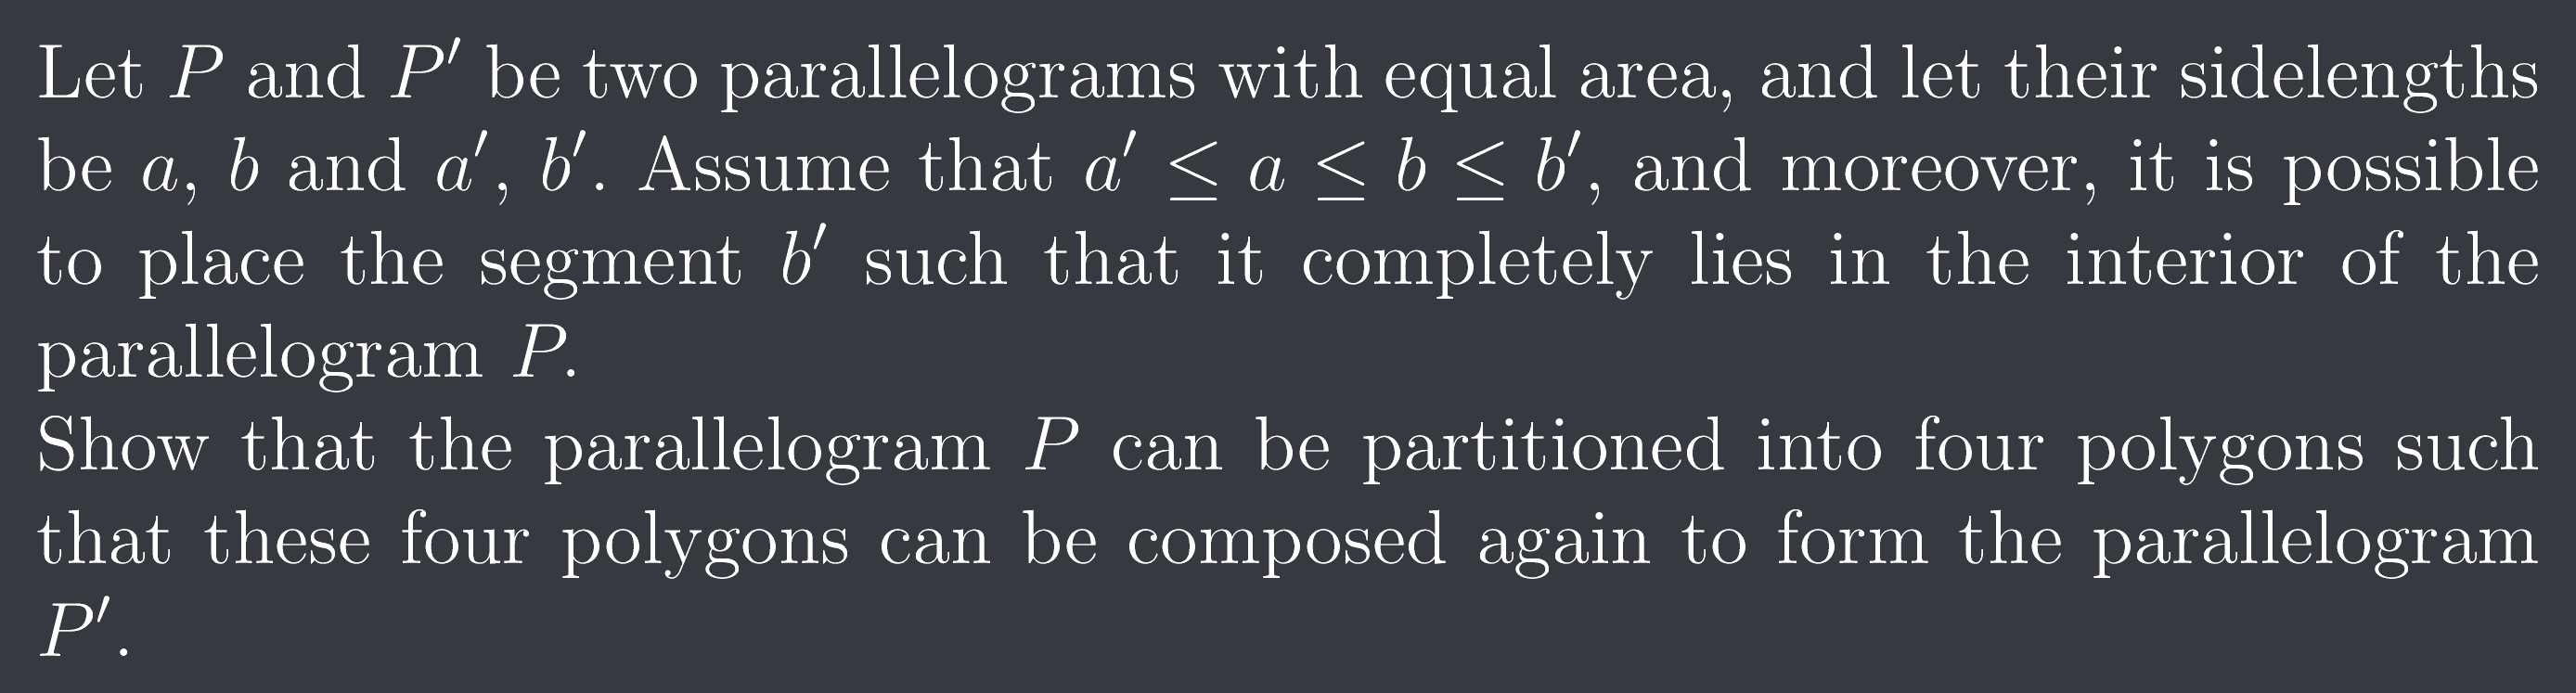 Let P and P′ be two parallelograms with equal area, and let their sidelengths
be a, b and a′, b′. Assume that a′ ≤ a ≤ b ≤ b′, and moreover, it is possible
to place the segment b′ such that it completely lies in the interior of the
parallelogram P.
Show that the parallelogram P can be partitioned into four polygons such
that these four polygons can be composed again to form the parallelogram
P′.